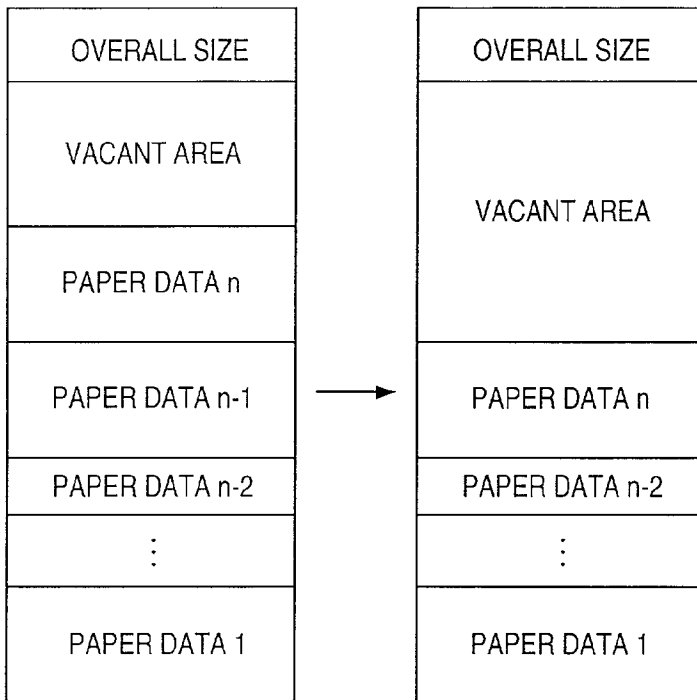 OVERALL SIZE
VACANT AREA
PAPER DATA n
PAPER DATA n-1
PAPER DATA n-2
⋮
PAPER DATA 1
OVERALL SIZE
VACANT AREA
PAPER DATA n
PAPER DATA n-2
⋮
PAPER DATA 1